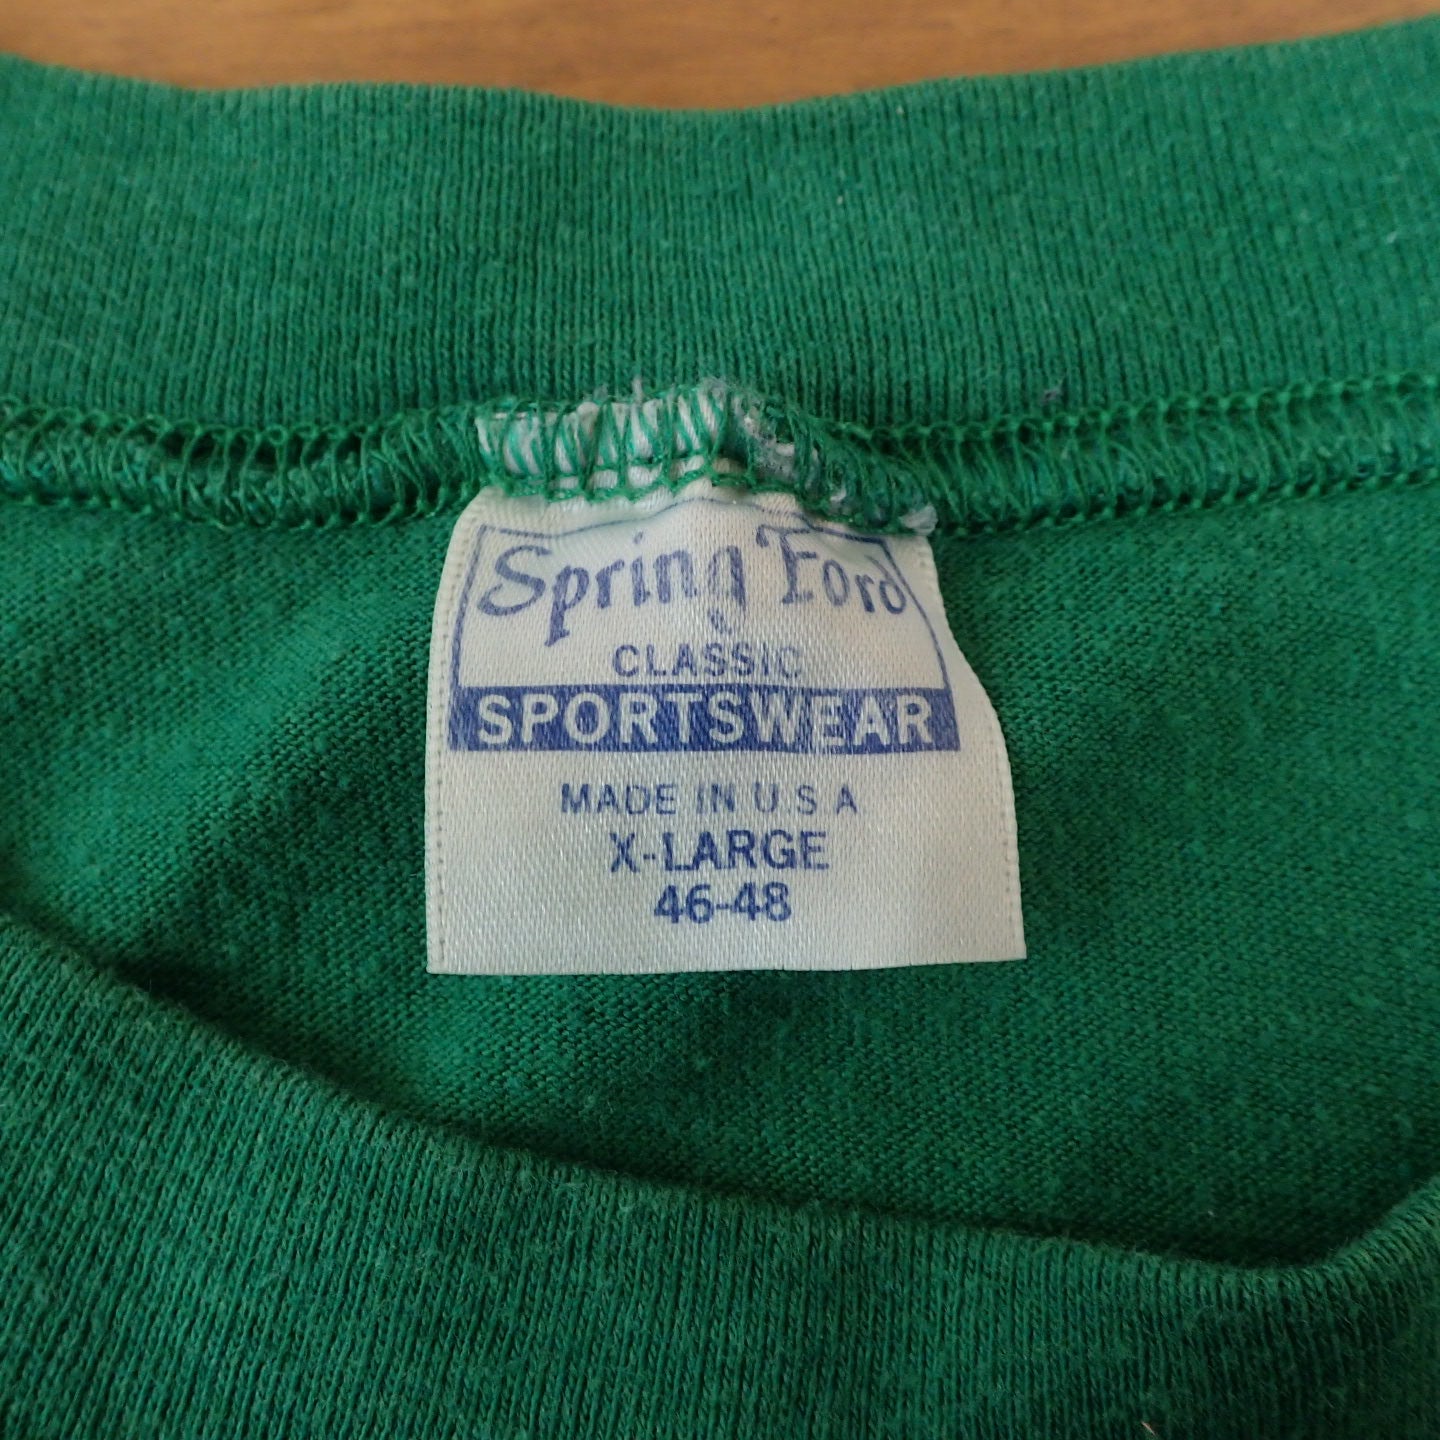 Spring Ford
CLASSIC
SPORTSWEAR
MADE IN U.S.A
X-LARGE
46-48